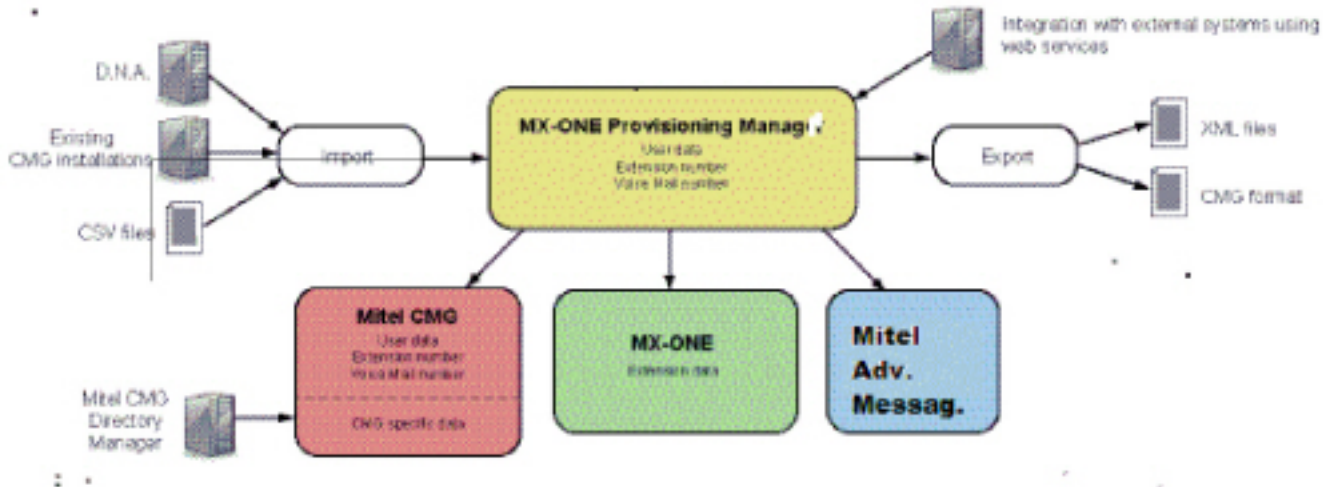 Integration with external systems using
web services
D.N.A.
Existing
CMG installations
CSV files
Import
MX-ONE Provisioning Manager
User data
Extension number
Voice Mail number
Export
XML files
CMG format
Mitel CMG
User data
Extension number
Voice Mail number
CMG specific data
MX-ONE
Extension data
Mitel
Adv.
Messag.
Mitel CMG
Directory
Manager